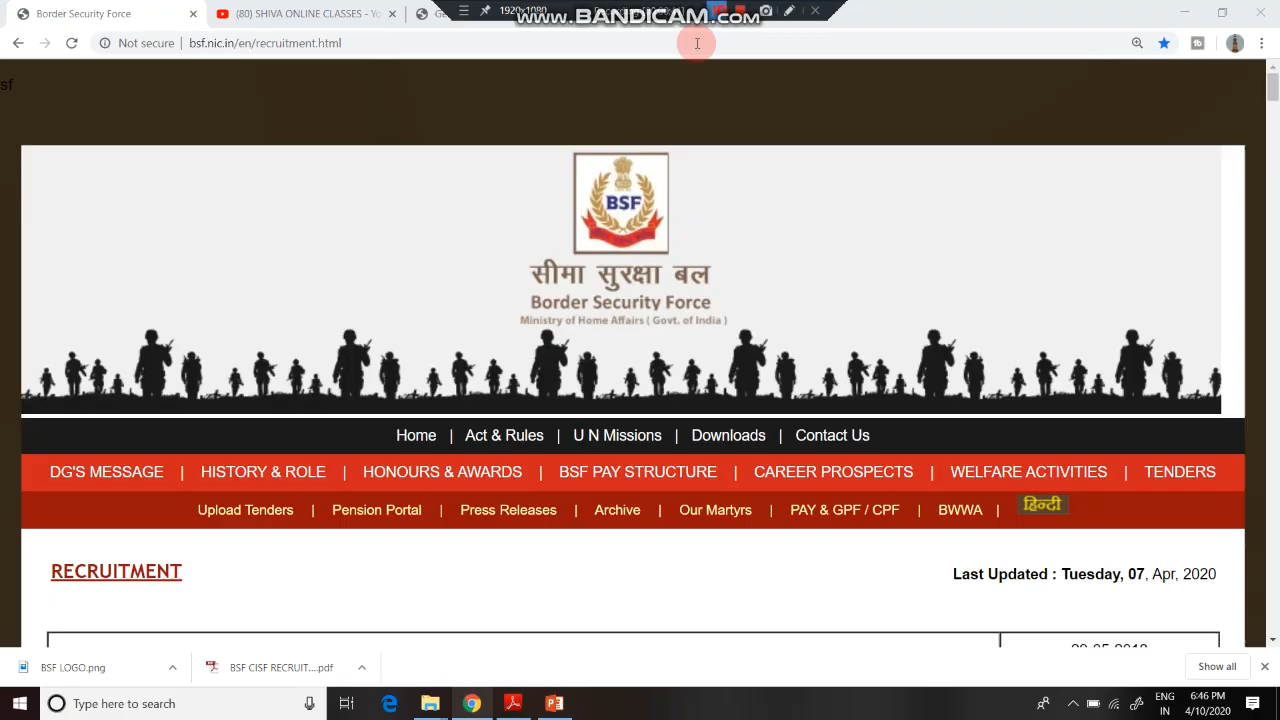 Border Security Force
(80) SHIVA ONLINE CLASSES - Yo
1920x1080
www.BANDICAM.com
Not secure | bsf.nic.in/en/recruitment.html
sf
BSF
सीमा सुरक्षा बल
Border Security Force
Ministry of Home Affairs ( Govt. of India )
Home | Act & Rules | U N Missions | Downloads | Contact Us
DG'S MESSAGE | HISTORY & ROLE | HONOURS & AWARDS | BSF PAY STRUCTURE | CAREER PROSPECTS | WELFARE ACTIVITIES | TENDERS
Upload Tenders | Pension Portal | Press Releases | Archive | Our Martyrs | PAY & GPF / CPF | BWWA | हिन्दी
RECRUITMENT
Last Updated : Tuesday, 07, Apr, 2020
BSF LOGO.png
BSF CISF RECRUIT....pdf
Show all
Type here to search
ENG
IN
6:46 PM
4/10/2020